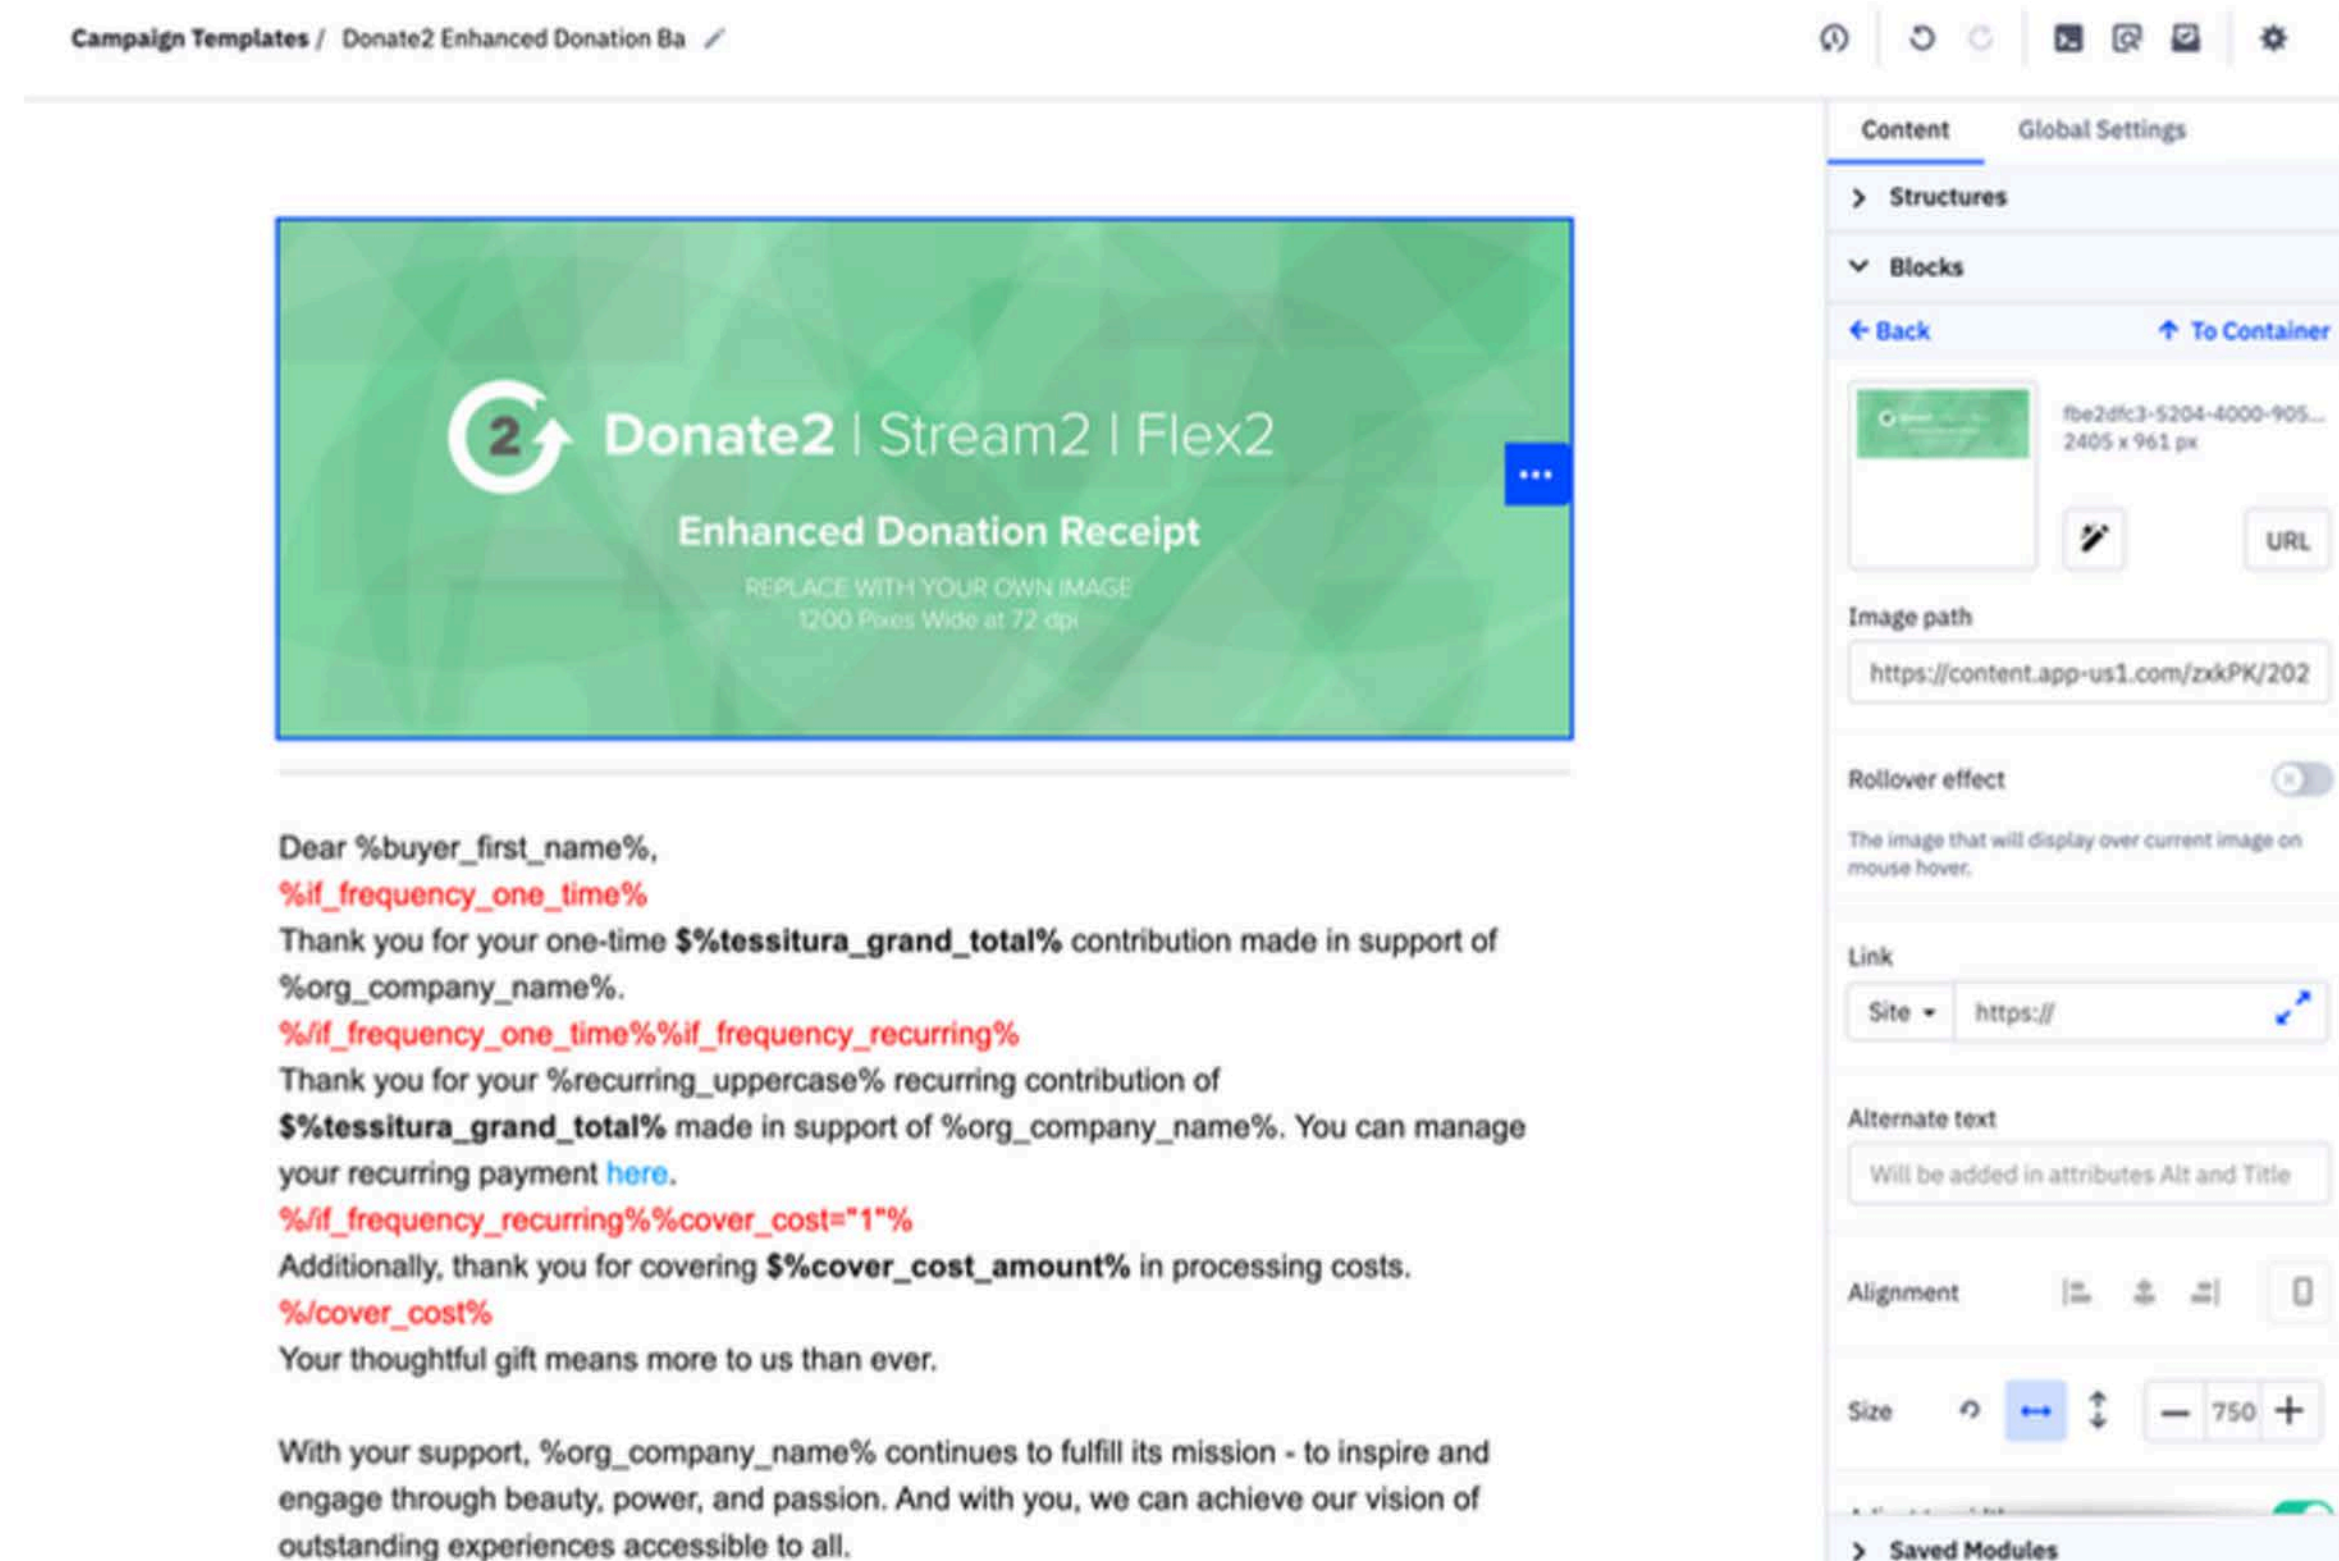 Campaign Templates / Donate2 Enhanced Donation Ba
Content Global Settings
Structures
Blocks
Back To Container
fbe2dfc3-5204-4000-905...
2405 x 961 px
URL
Image path
https://content.app-us1.com/zxkPK/202
Rollover effect
The image that will display over current image on
mouse hover.
Link
Site https://
Alternate text
Will be added in attributes Alt and Title
Alignment
Size 750
Saved Modules
2 Donate2 | Stream2 | Flex2
Enhanced Donation Receipt
REPLACE WITH YOUR OWN IMAGE
1200 Pixes Wide at 72 dpi
Dear %buyer_first_name%,
%if_frequency_one_time%
Thank you for your one-time $%tessitura_grand_total% contribution made in support of
%org_company_name%.
%/if_frequency_one_time%%if_frequency_recurring%
Thank you for your %recurring_uppercase% recurring contribution of
$%tessitura_grand_total% made in support of %org_company_name%. You can manage
your recurring payment here.
%/if_frequency_recurring%%cover_cost="1"%
Additionally, thank you for covering $%cover_cost_amount% in processing costs.
%/cover_cost%
Your thoughtful gift means more to us than ever.
With your support, %org_company_name% continues to fulfill its mission - to inspire and
engage through beauty, power, and passion. And with you, we can achieve our vision of
outstanding experiences accessible to all.